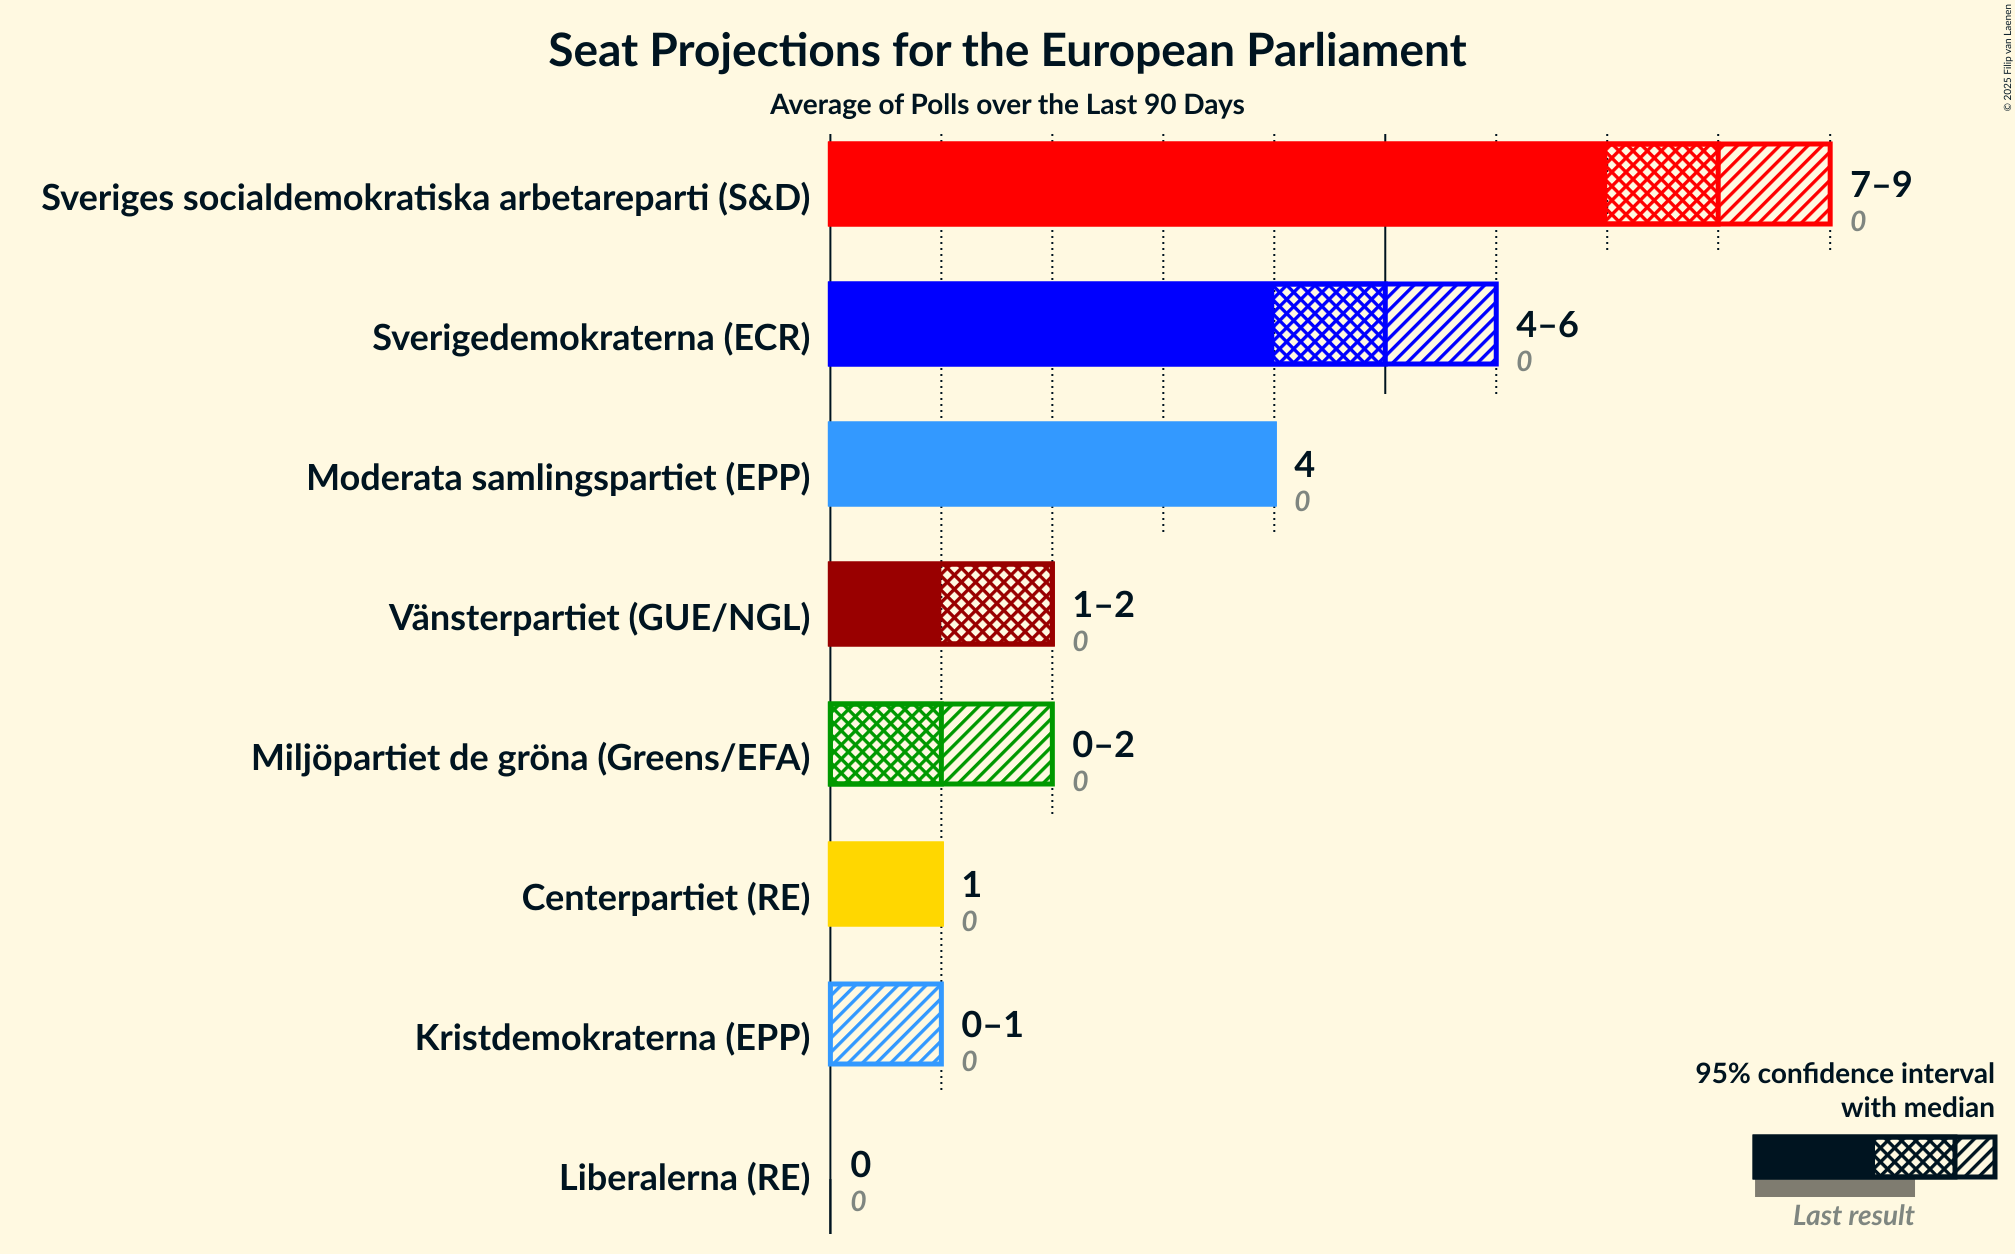 Seat Projections for the European Parliament
Average of Polls over the Last 90 Days
© 2025 Filip van Laenen
Sveriges socialdemokratiska arbetareparti (S&D)
7–9
0
Sverigedemokraterna (ECR)
4–6
0
Moderata samlingspartiet (EPP)
4
0
Vänsterpartiet (GUE/NGL)
1–2
0
Miljöpartiet de gröna (Greens/EFA)
0–2
0
Centerpartiet (RE)
1
0
Kristdemokraterna (EPP)
0–1
0
Liberalerna (RE)
0
0
95% confidence interval
with median
Last result